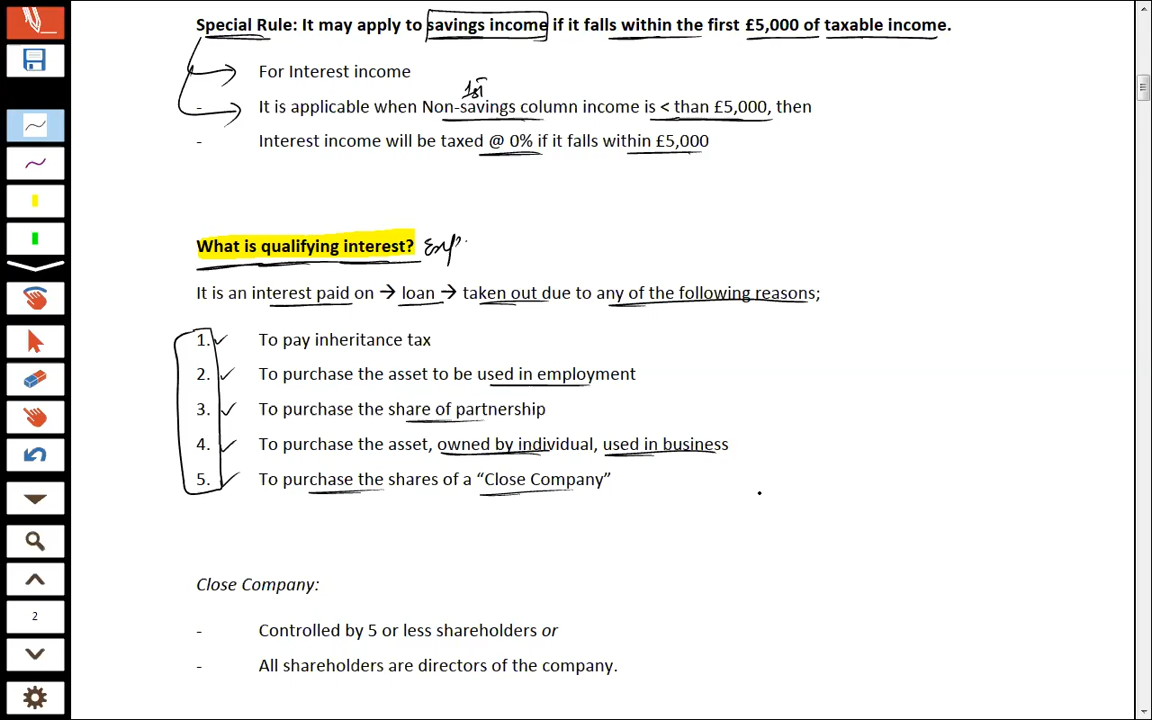 Special Rule: It may apply to savings income if it falls within the first £5,000 of taxable income.
For Interest income
1st
- It is applicable when Non-savings column income is < than £5,000, then
- Interest income will be taxed @ 0% if it falls within £5,000
What is qualifying interest?
It is an interest paid on → loan → taken out due to any of the following reasons;
1. To pay inheritance tax
2. To purchase the asset to be used in employment
3. To purchase the share of partnership
4. To purchase the asset, owned by individual, used in business
5. To purchase the shares of a “Close Company”
Close Company:
- Controlled by 5 or less shareholders or
- All shareholders are directors of the company.
2